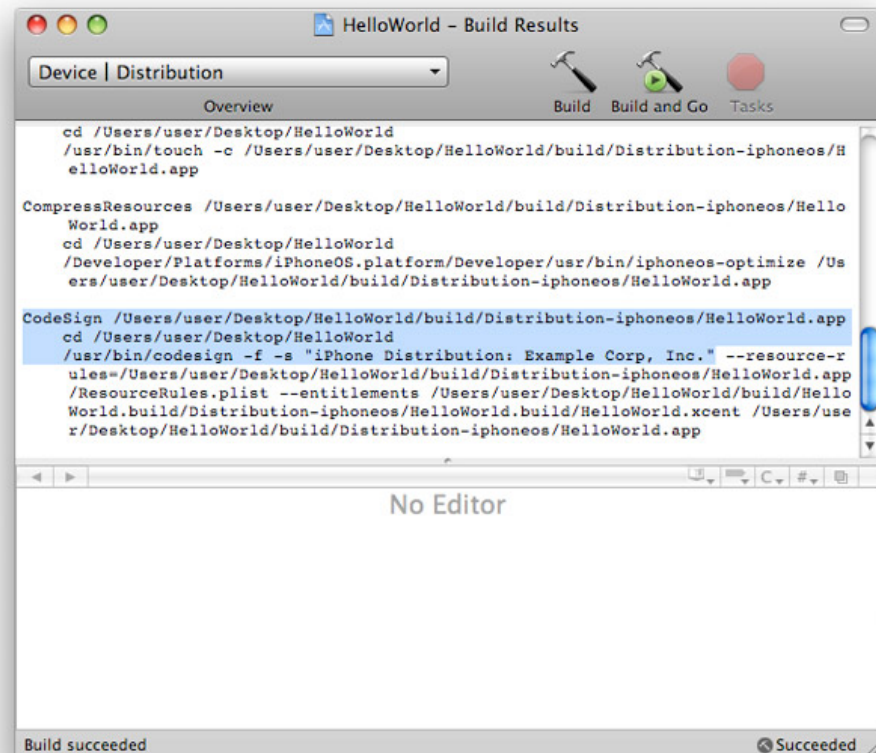 HelloWorld – Build Results
Device | Distribution
Overview
Build
Build and Go
Tasks
cd /Users/user/Desktop/HelloWorld
/usr/bin/touch -c /Users/user/Desktop/HelloWorld/build/Distribution-iphoneos/H
elloWorld.app
CompressResources /Users/user/Desktop/HelloWorld/build/Distribution-iphoneos/Hello
World.app
cd /Users/user/Desktop/HelloWorld
/Developer/Platforms/iPhoneOS.platform/Developer/usr/bin/iphoneos-optimize /Us
ers/user/Desktop/HelloWorld/build/Distribution-iphoneos/HelloWorld.app
CodeSign /Users/user/Desktop/HelloWorld/build/Distribution-iphoneos/HelloWorld.app
cd /Users/user/Desktop/HelloWorld
/usr/bin/codesign -f -s "iPhone Distribution: Example Corp, Inc." --resource-r
ules=/Users/user/Desktop/HelloWorld/build/Distribution-iphoneos/HelloWorld.app
/ResourceRules.plist --entitlements /Users/user/Desktop/HelloWorld/build/Hello
World.build/Distribution-iphoneos/HelloWorld.build/HelloWorld.xcent /Users/use
r/Desktop/HelloWorld/build/Distribution-iphoneos/HelloWorld.app
C
#
No Editor
Build succeeded
Succeeded